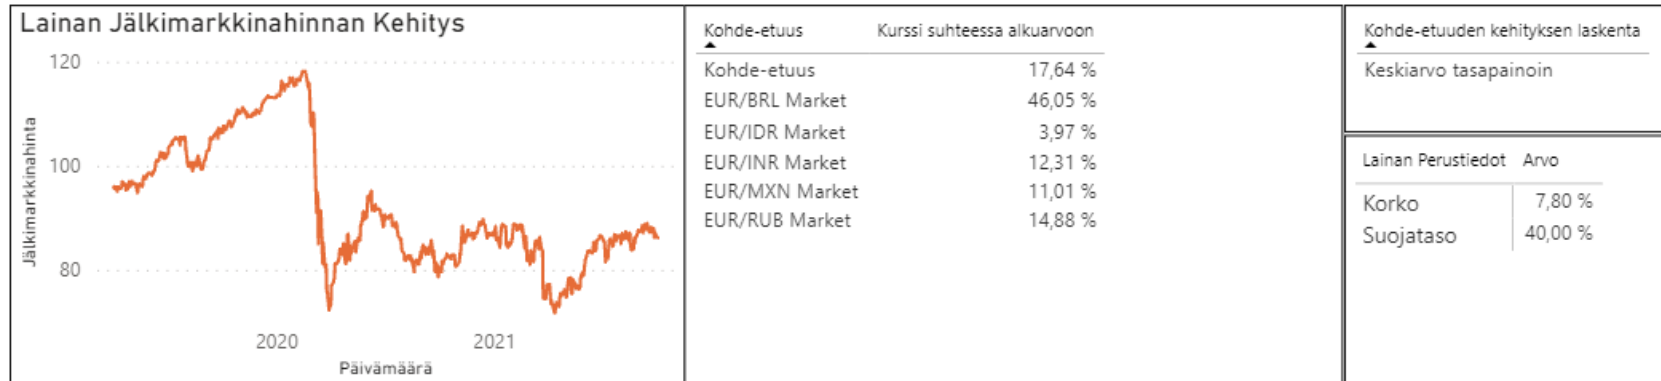 Lainan Jälkimarkkinahinnan Kehitys
Jälkimarkkinahinta
120
100
80
2020 2021
Päivämäärä
Kohde-etuus Kurssi suhteessa alkuarvoon
Kohde-etuus 17,64 %
EUR/BRL Market 46,05 %
EUR/IDR Market 3,97 %
EUR/INR Market 12,31 %
EUR/MXN Market 11,01 %
EUR/RUB Market 14,88 %
Kohde-etuuden kehityksen laskenta
Keskiarvo tasapainoin
Lainan Perustiedot Arvo
Korko 7,80 %
Suojataso 40,00 %